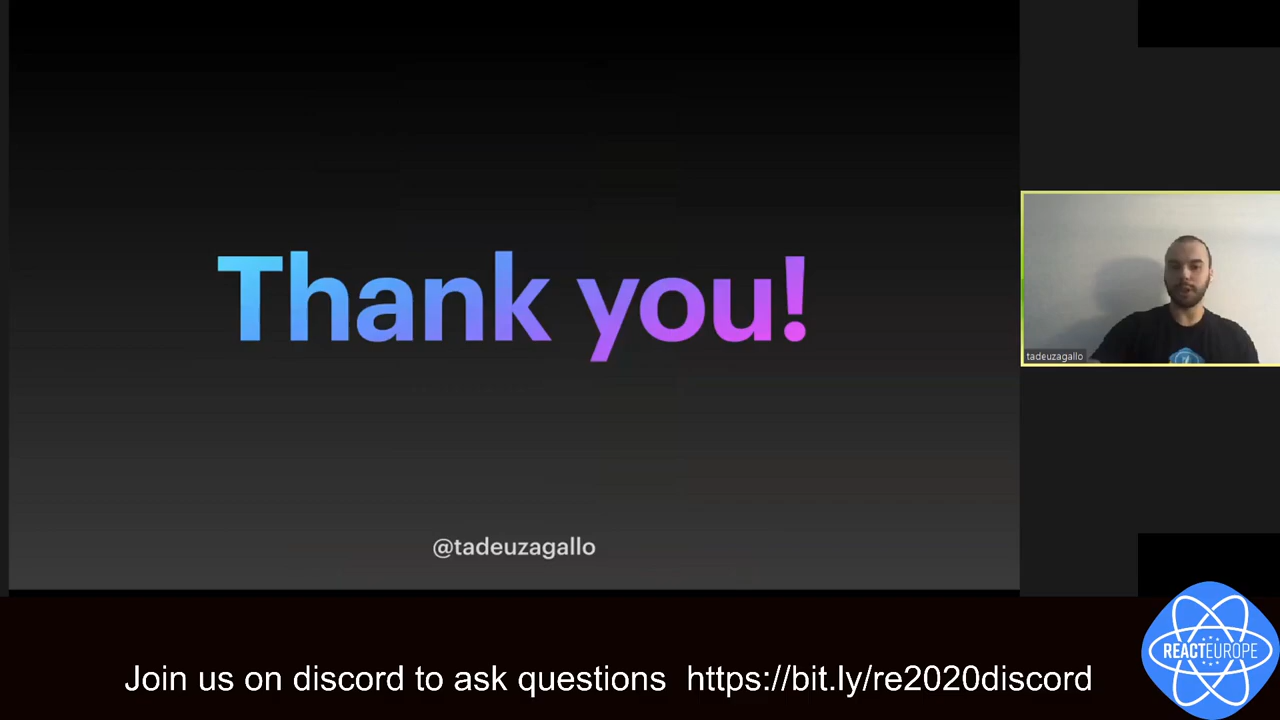 Thank you!
@tadeuzagallo
tadeuzagallo
REACTEUROPE
Join us on discord to ask questions https://bit.ly/re2020discord